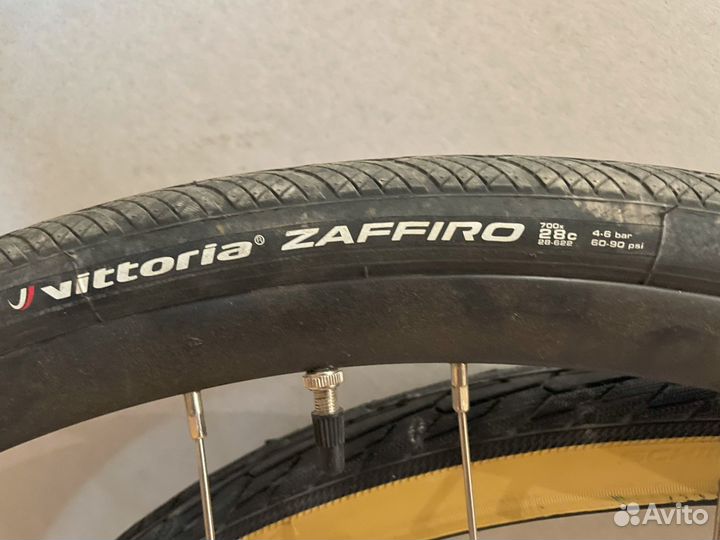 vittoria® ZAFFIRO
700x
28c
28-622
4-6 bar
60-90 psi
Avito